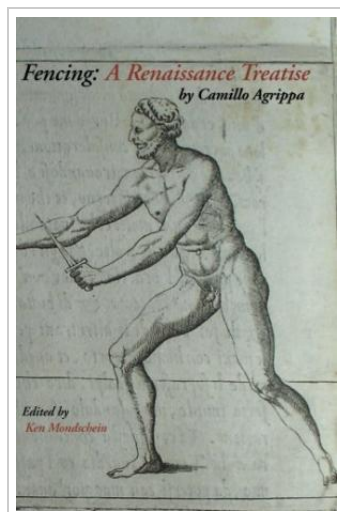 Fencing: A Renaissance Treatise
by Camillo Agrippa
Edited by
Ken Mondschein